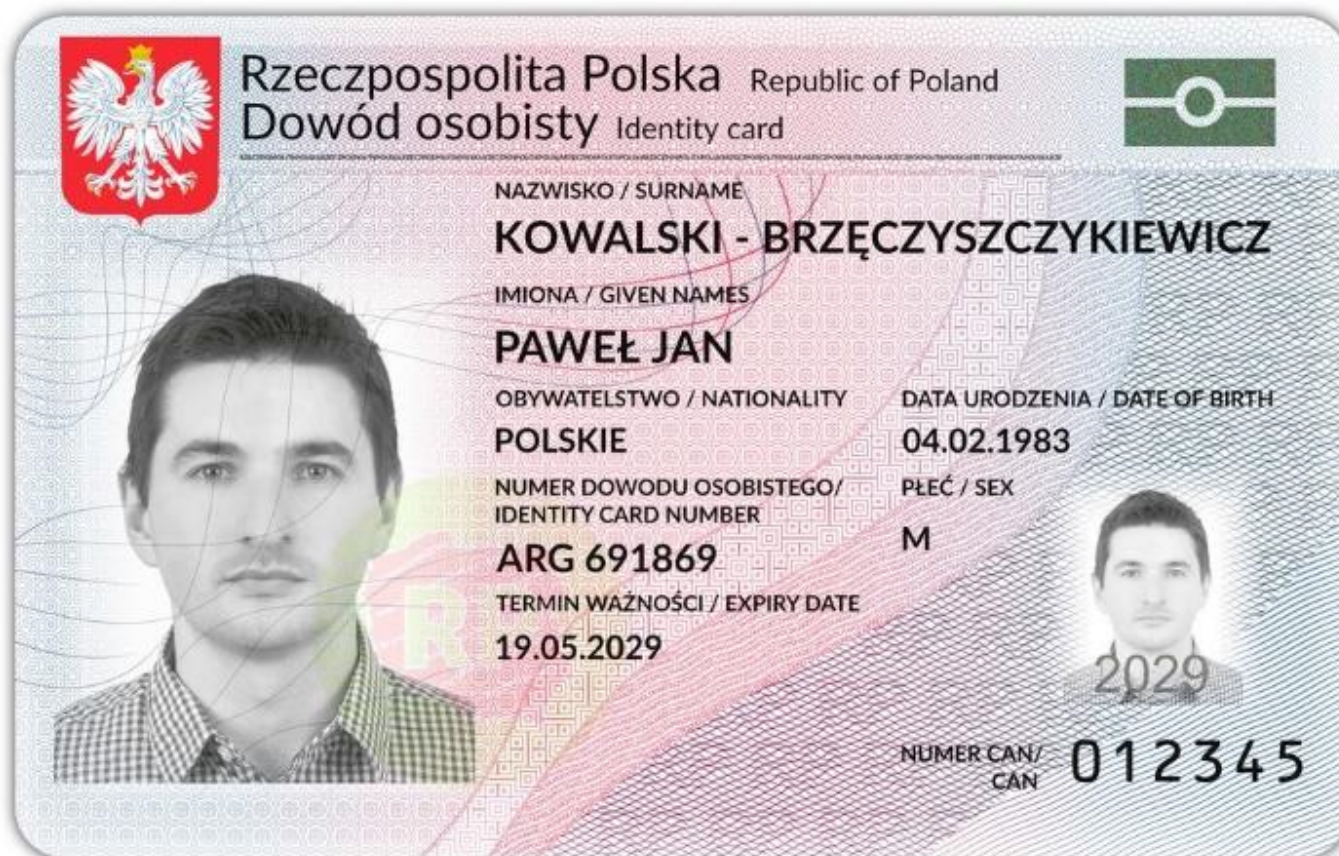 Rzeczpospolita Polska Republic of Poland
Dowód osobisty Identity card
NAZWISKO / SURNAME
KOWALSKI - BRZĘCZYSZCZYKIEWICZ
IMIONA / GIVEN NAMES
PAWEŁ JAN
OBYWATELSTWO / NATIONALITY DATA URODZENIA / DATE OF BIRTH
POLSKIE 04.02.1983
NUMER DOWODU OSOBISTEGO/ PŁEĆ / SEX
IDENTITY CARD NUMBER
M
ARG 691869
TERMIN WAŻNOŚCI / EXPIRY DATE
19.05.2029
RP
2029
NUMER CAN/
CAN 012345